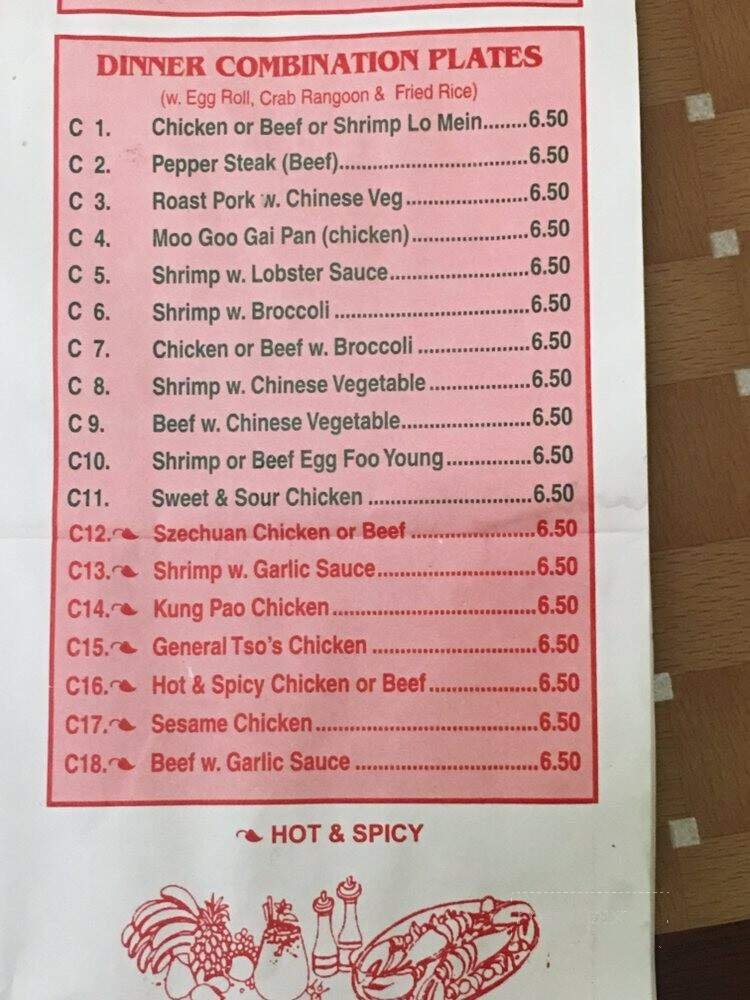 DINNER COMBINATION PLATES
(w. Egg Roll, Crab Rangoon & Fried Rice)
C 1. Chicken or Beef or Shrimp Lo Mein........6.50
C 2. Pepper Steak (Beef)..................................6.50
C 3. Roast Pork w. Chinese Veg......................6.50
C 4. Moo Goo Gai Pan (chicken).....................6.50
C 5. Shrimp w. Lobster Sauce.........................6.50
C 6. Shrimp w. Broccoli ...................................6.50
C 7. Chicken or Beef w. Broccoli ....................6.50
C 8. Shrimp w. Chinese Vegetable..................6.50
C 9. Beef w. Chinese Vegetable.......................6.50
C10. Shrimp or Beef Egg Foo Young...............6.50
C11. Sweet & Sour Chicken .............................6.50
C12. Szechuan Chicken or Beef ......................6.50
C13. Shrimp w. Garlic Sauce............................6.50
C14. Kung Pao Chicken....................................6.50
C15. General Tso's Chicken .............................6.50
C16. Hot & Spicy Chicken or Beef...................6.50
C17. Sesame Chicken.......................................6.50
C18. Beef w. Garlic Sauce ................................6.50
HOT & SPICY